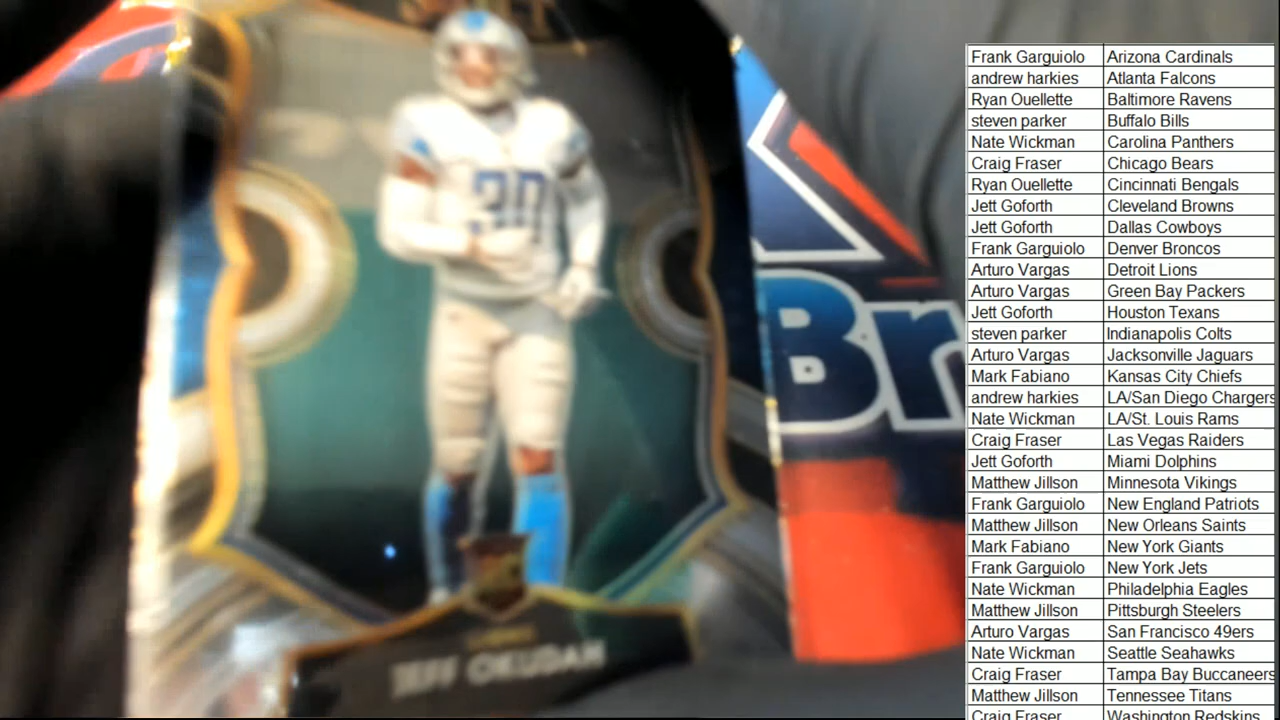 30
JEFF OKUDAH
Br
Frank Garguiolo Arizona Cardinals
andrew harkies Atlanta Falcons
Ryan Ouellette Baltimore Ravens
steven parker Buffalo Bills
Nate Wickman Carolina Panthers
Craig Fraser Chicago Bears
Ryan Ouellette Cincinnati Bengals
Jett Goforth Cleveland Browns
Jett Goforth Dallas Cowboys
Frank Garguiolo Denver Broncos
Arturo Vargas Detroit Lions
Arturo Vargas Green Bay Packers
Jett Goforth Houston Texans
steven parker Indianapolis Colts
Arturo Vargas Jacksonville Jaguars
Mark Fabiano Kansas City Chiefs
andrew harkies LA/San Diego Chargers
Nate Wickman LA/St. Louis Rams
Craig Fraser Las Vegas Raiders
Jett Goforth Miami Dolphins
Matthew Jillson Minnesota Vikings
Frank Garguiolo New England Patriots
Matthew Jillson New Orleans Saints
Mark Fabiano New York Giants
Frank Garguiolo New York Jets
Nate Wickman Philadelphia Eagles
Matthew Jillson Pittsburgh Steelers
Arturo Vargas San Francisco 49ers
Nate Wickman Seattle Seahawks
Craig Fraser Tampa Bay Buccaneers
Matthew Jillson Tennessee Titans
Craig Fraser Washington Redskins